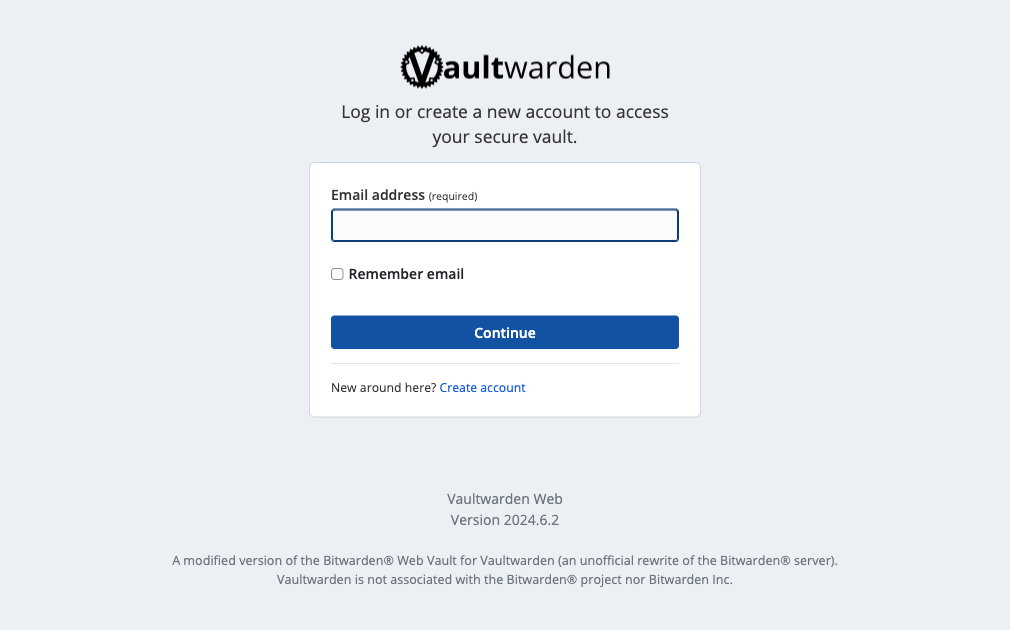 Vaultwarden
Log in or create a new account to access
your secure vault.
Email address (required)
Remember email
Continue
New around here? Create account
Vaultwarden Web
Version 2024.6.2
A modified version of the Bitwarden® Web Vault for Vaultwarden (an unofficial rewrite of the Bitwarden® server).
Vaultwarden is not associated with the Bitwarden® project nor Bitwarden Inc.